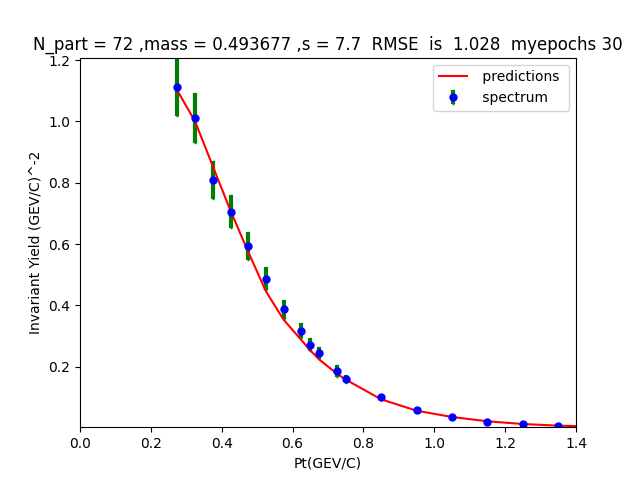 N_part = 72 ,mass = 0.493677 ,s = 7.7  RMSE  is  1.028  myepochs 30
predictions
spectrum
Invariant Yield (GEV/C)^-2
1.2
1.0
0.8
0.6
0.4
0.2
0.0 0.2 0.4 0.6 0.8 1.0 1.2 1.4
Pt(GEV/C)